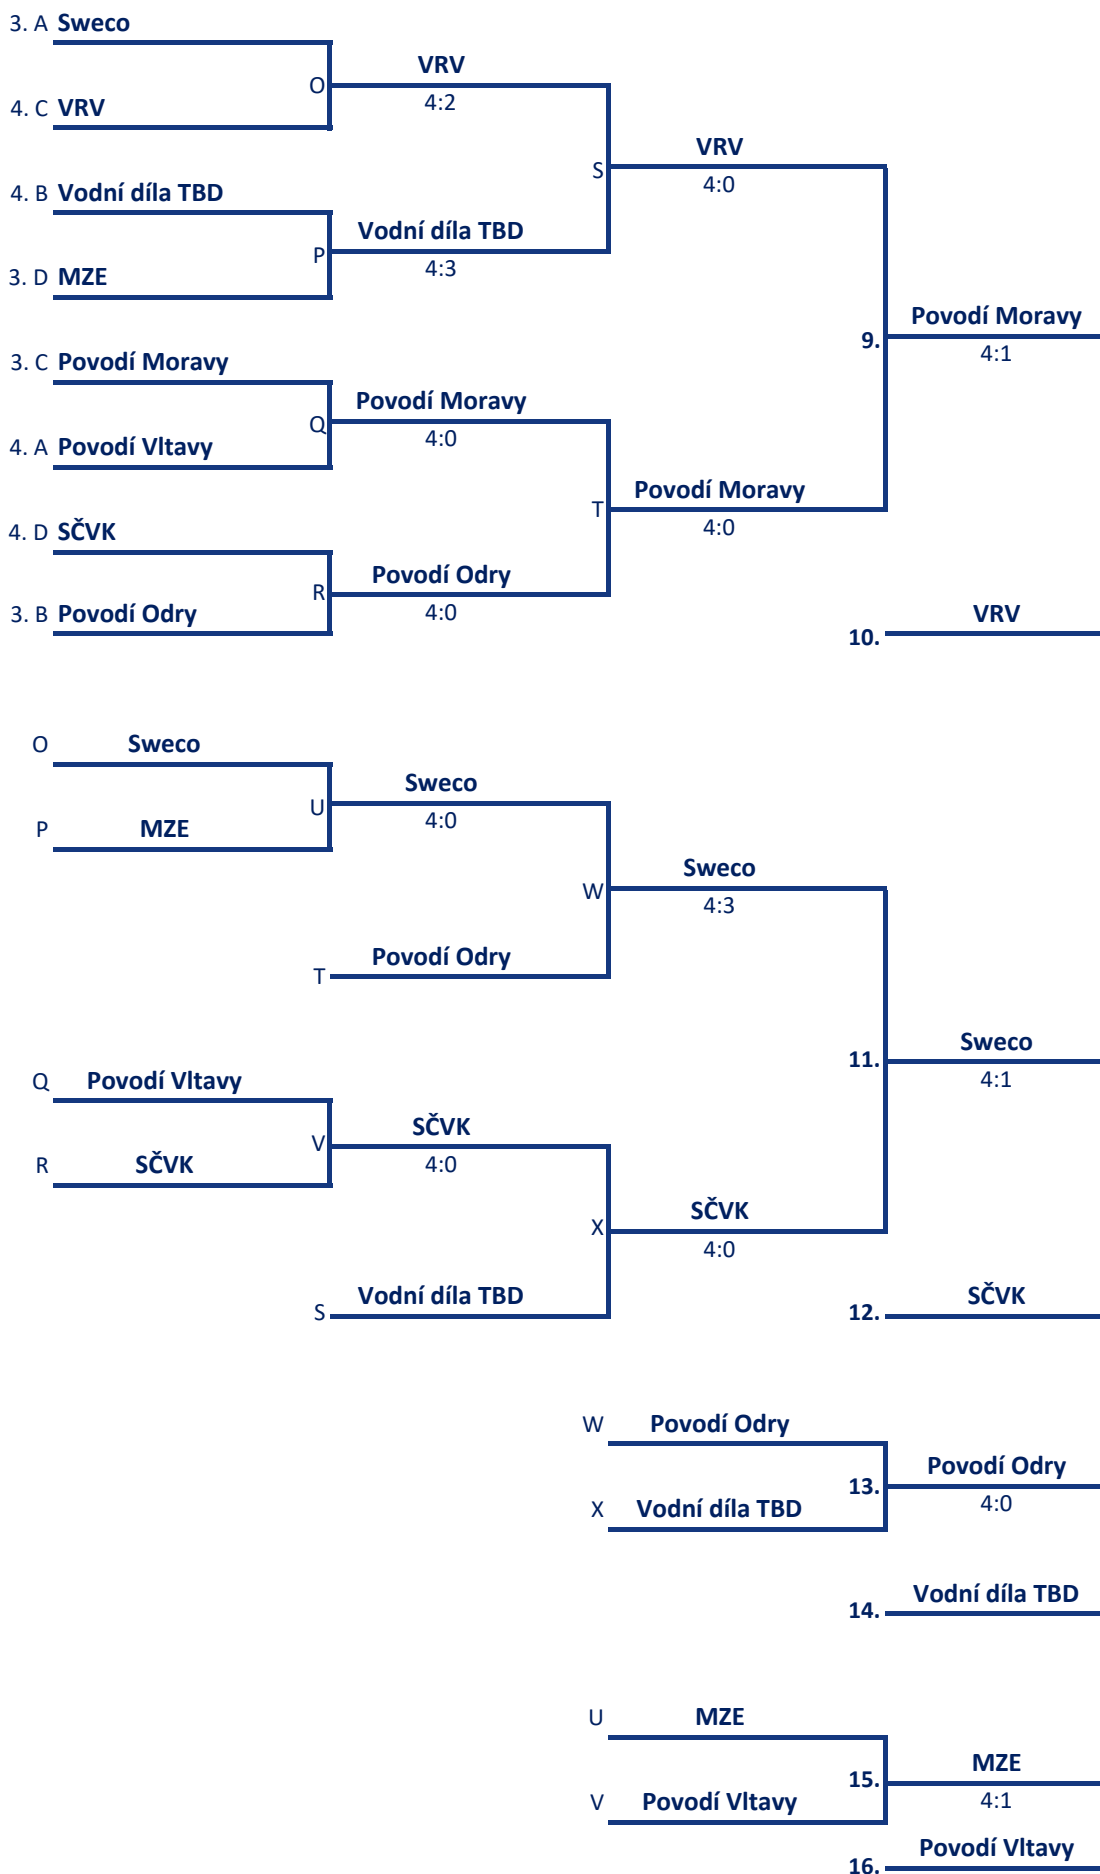 3. A Sweco
O VRV
4:2
4. C VRV
S VRV
4:0
4. B Vodní díla TBD
P Vodní díla TBD
4:3
3. D MZE
9. Povodí Moravy
4:1
3. C Povodí Moravy
Q Povodí Moravy
4:0
4. A Povodí Vltavy
T Povodí Moravy
4:0
4. D SČVK
R Povodí Odry
4:0
3. B Povodí Odry
10. VRV
O Sweco
U Sweco
4:0
P MZE
W Sweco
4:3
T Povodí Odry
11. Sweco
4:1
Q Povodí Vltavy
V SČVK
4:0
R SČVK
X SČVK
4:0
S Vodní díla TBD
12. SČVK
W Povodí Odry
13. Povodí Odry
4:0
X Vodní díla TBD
14. Vodní díla TBD
U MZE
15. MZE
4:1
V Povodí Vltavy
16. Povodí Vltavy